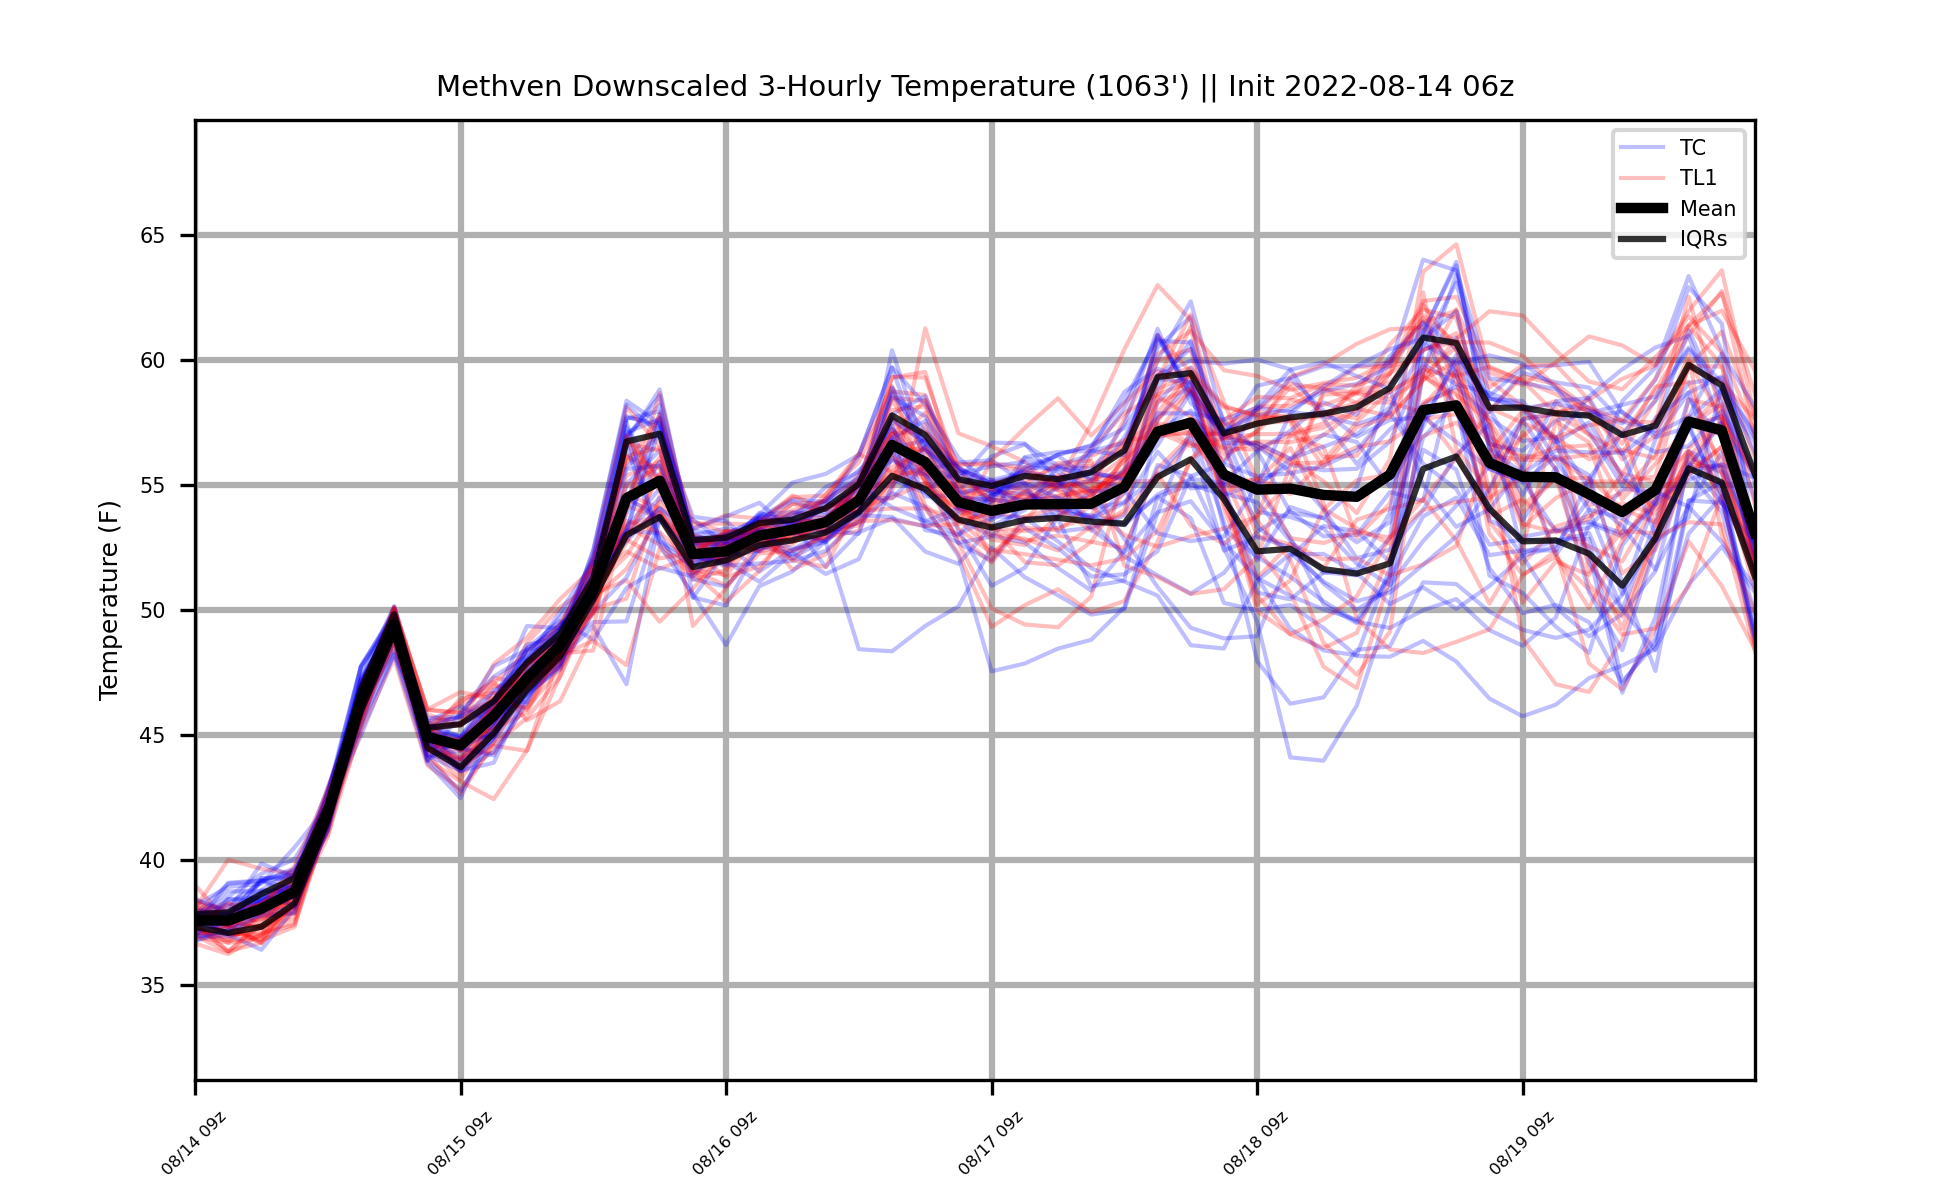 Methven Downscaled 3-Hourly Temperature (1063') || Init 2022-08-14 06z
TC
TL1
Mean
IQRs
Temperature (F)
65
60
55
50
45
40
35
08/14 09z
08/15 09z
08/16 09z
08/17 09z
08/18 09z
08/19 09z